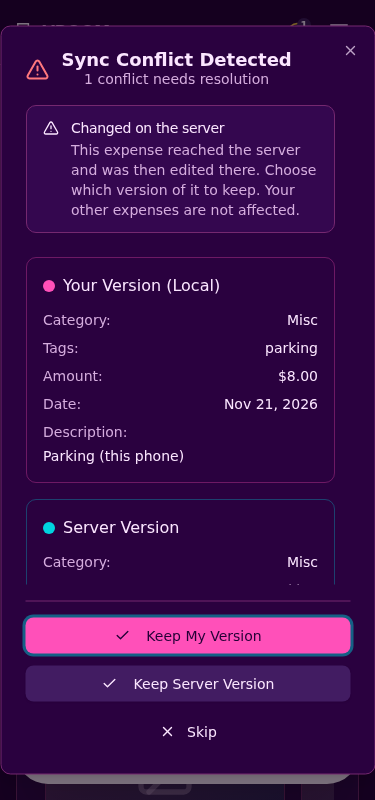 Sync Conflict Detected
1 conflict needs resolution
Changed on the server
This expense reached the server
and was then edited there. Choose
which version of it to keep. Your
other expenses are not affected.
Your Version (Local)
Category: Misc
Tags: parking
Amount: $8.00
Date: Nov 21, 2026
Description:
Parking (this phone)
Server Version
Category: Misc
Keep My Version
Keep Server Version
Skip